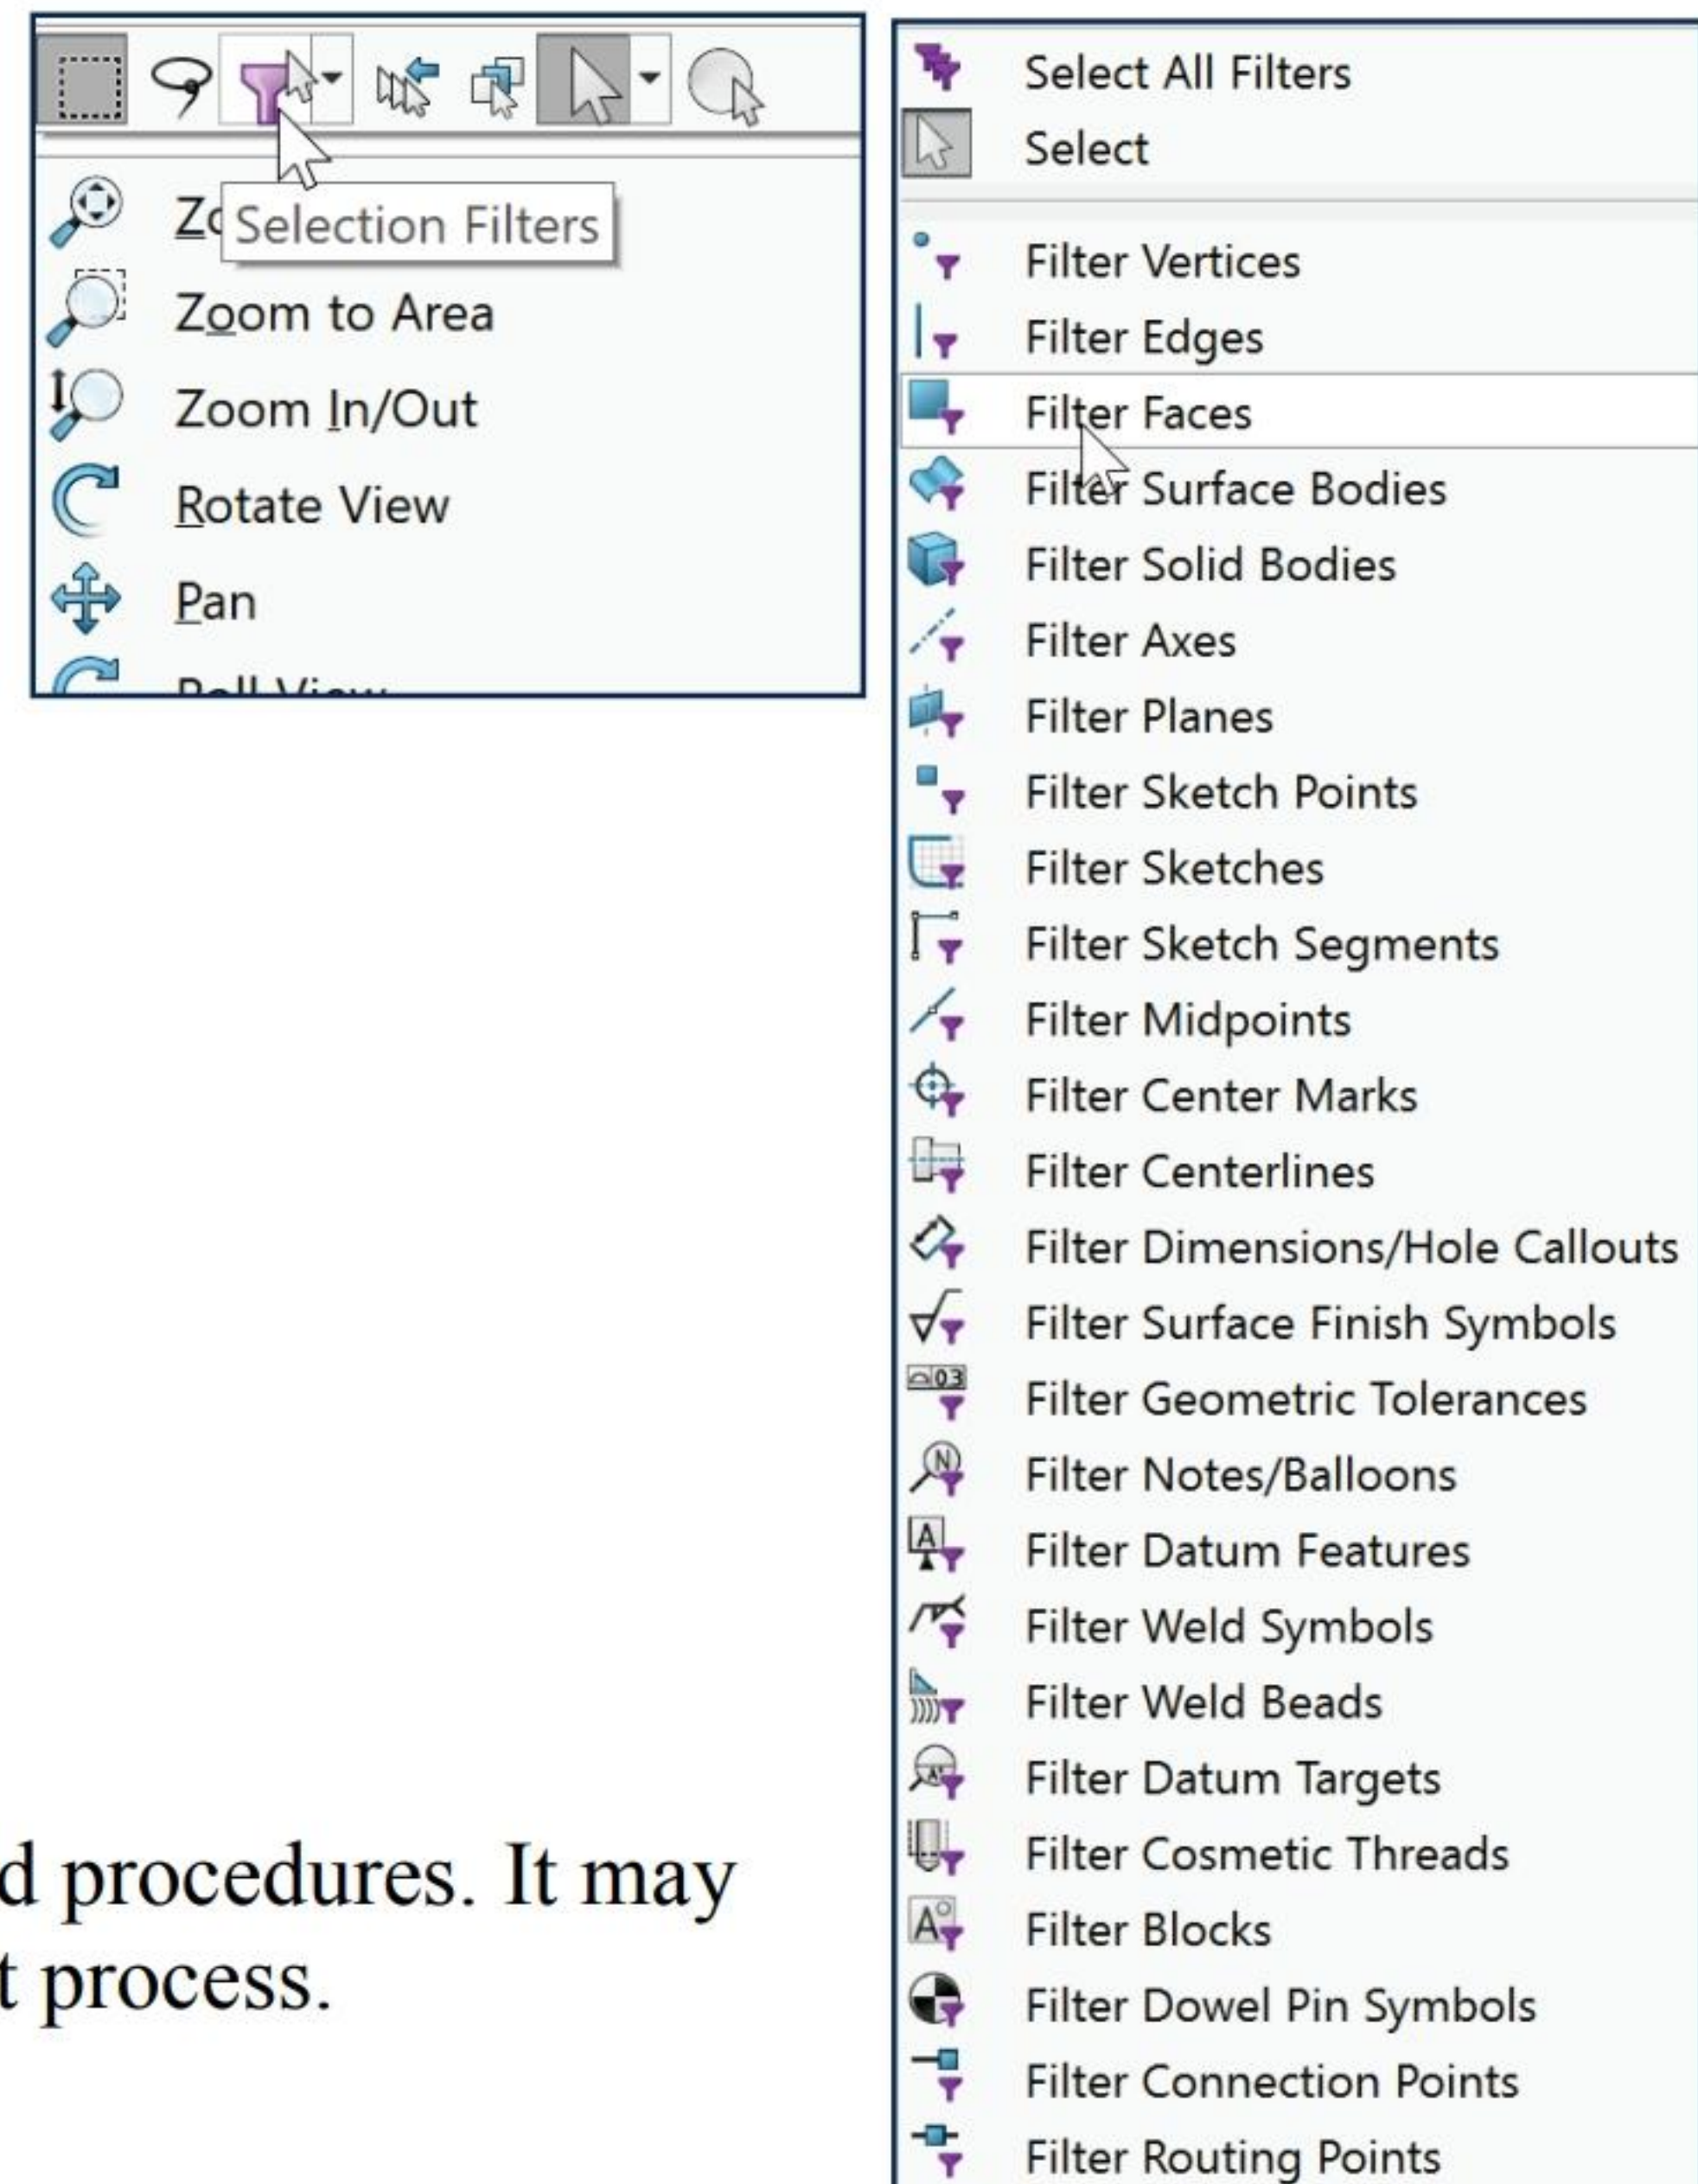 Zo
Selection Filters
Zoom to Area
Zoom In/Out
Rotate View
Pan
Roll View
d procedures. It may
t process.
Select All Filters
Select
Filter Vertices
Filter Edges
Filter Faces
Filter Surface Bodies
Filter Solid Bodies
Filter Axes
Filter Planes
Filter Sketch Points
Filter Sketches
Filter Sketch Segments
Filter Midpoints
Filter Center Marks
Filter Centerlines
Filter Dimensions/Hole Callouts
Filter Surface Finish Symbols
Filter Geometric Tolerances
Filter Notes/Balloons
Filter Datum Features
Filter Weld Symbols
Filter Weld Beads
Filter Datum Targets
Filter Cosmetic Threads
Filter Blocks
Filter Dowel Pin Symbols
Filter Connection Points
Filter Routing Points